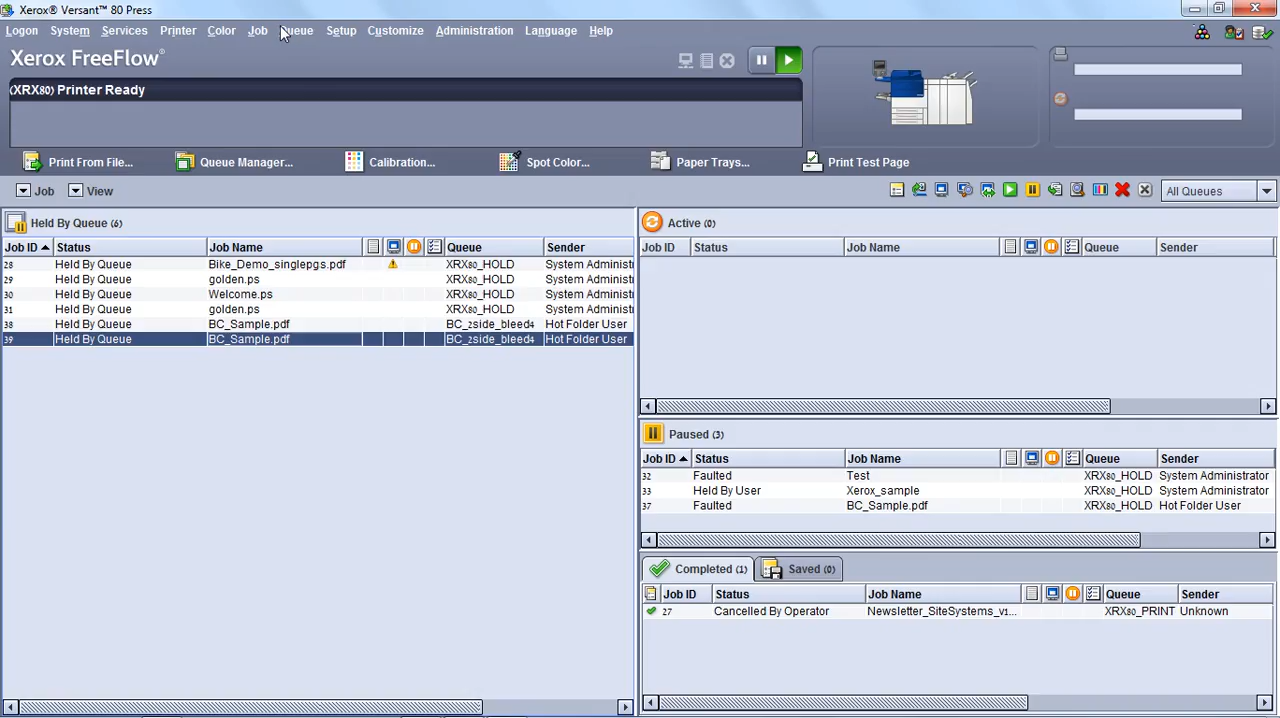 Xerox® Versant™ 80 Press
Logon System Services Printer Color Job Queue Setup Customize Administration Language Help
Xerox FreeFlow®
(XRX80) Printer Ready
Print From File... Queue Manager... Calibration... Spot Color... Paper Trays... Print Test Page
Job View All Queues
Held By Queue (6)
Job ID Status Job Name Queue Sender
28 Held By Queue Bike_Demo_singlepgs.pdf XRX80_HOLD System Administr
29 Held By Queue golden.ps XRX80_HOLD System Administr
30 Held By Queue Welcome.ps XRX80_HOLD System Administr
31 Held By Queue golden.ps XRX80_HOLD System Administr
38 Held By Queue BC_Sample.pdf BC_2side_bleed4 Hot Folder User
39 Held By Queue BC_Sample.pdf BC_2side_bleed4 Hot Folder User
Active (0)
Job ID Status Job Name Queue Sender
Paused (3)
Job ID Status Job Name Queue Sender
32 Faulted Test XRX80_HOLD System Administrator
33 Held By User Xerox_sample XRX80_HOLD System Administrator
37 Faulted BC_Sample.pdf XRX80_HOLD Hot Folder User
Completed (1) Saved (0)
Job ID Status Job Name Queue Sender
27 Cancelled By Operator Newsletter_SiteSystems_v1... XRX80_PRINT Unknown